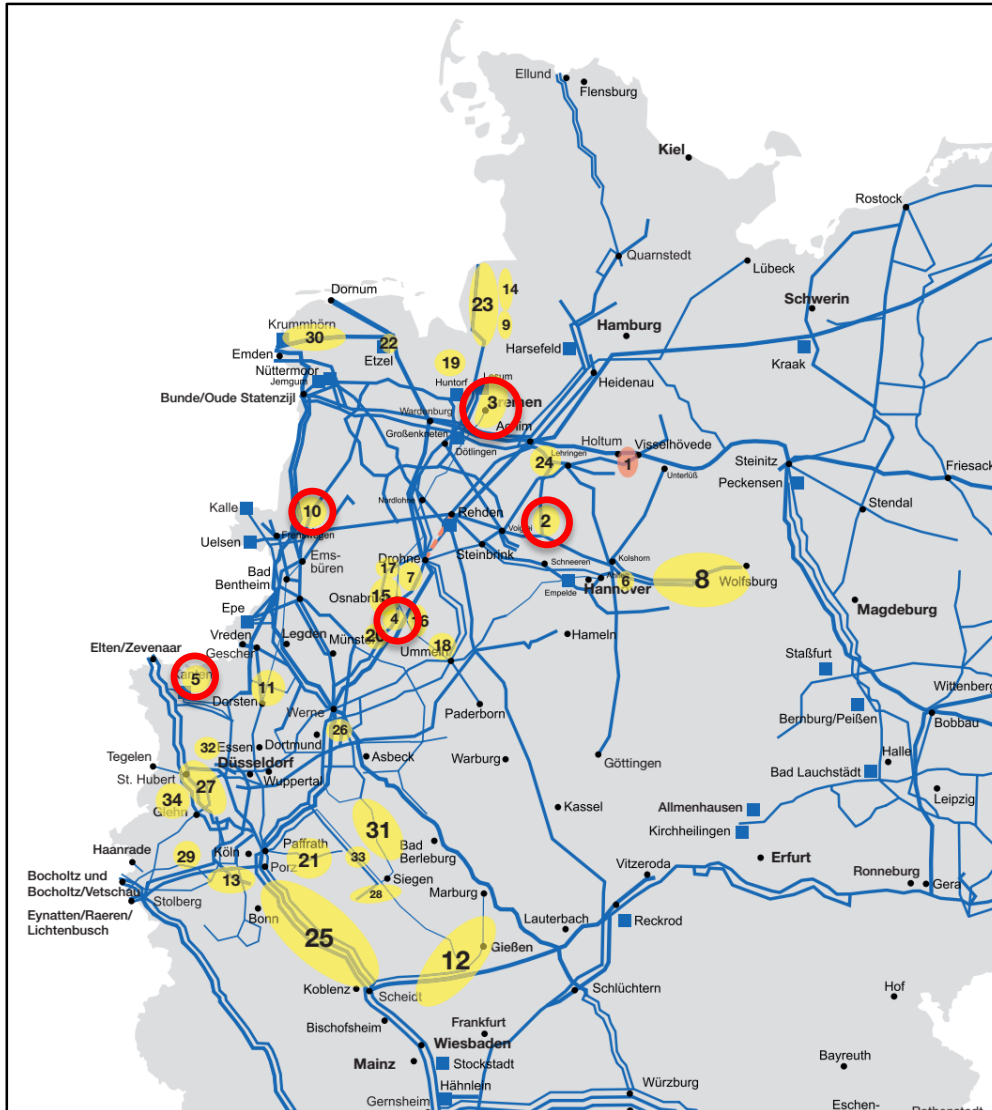 Ellund
Flensburg
Kiel
Rostock
Quarnstedt
Lübeck
14
Dornum
23
Schwerin
9
Krummhörn
30
22
Hamburg
Emden
Etzel
Harsefeld
Kraak
Nüttermoor
19
Jemgum
Huntorf
Lesum
Heidenau
Bunde/Oude Statenzijl
3
Bremen
Wardenburg
Achim
Großenkneten
Dötlingen
Holtum
Visselhövede
Lehringen
24
1
Steinitz
Unterlüß
Friesack
Peckensen
Nordlohne
Stendal
Kalle
10
Rehden
2
Voigtei
Frenswegen
Uelsen
Drohne
Steinbrink
Ems-
büren
Kolshorn
Schneeren
17
7
Bad
Bentheim
6
8
Wolfsburg
Empelde
Hannover
Osnabrück
15
Magdeburg
Epe
4
16
Vreden
Legden
Münster
20
Hameln
Gescher
Ummeln
18
Elten/Zevenaar
Staßfurt
5
11
Wittenberg
Dorsten
Werne
Paderborn
Bernburg/Peißen
Bobbau
26
32
Essen
Dortmund
Asbeck
Warburg
Göttingen
Halle
Tegelen
Düsseldorf
Bad Lauchstädt
St. Hubert
Wuppertal
27
Leipzig
34
Kassel
Allmenhausen
Glehn
31
Kirchheilingen
Haanrade
29
Köln
Paffrath
Bad
Berleburg
33
21
Erfurt
Porz
Vitzeroda
Bocholtz und
Bocholtz/Vetschau
13
Siegen
Ronneburg
Gera
28
Marburg
Stolberg
Eynatten/Raeren/
Lichtenbusch
Bonn
Lauterbach
Reckrod
25
12
Gießen
Koblenz
Scheidt
Schlüchtern
Hof
Bischofsheim
Frankfurt
Wiesbaden
Mainz
Stockstadt
Bayreuth
Hähnlein
Würzburg
Gernsheim
Eschen-